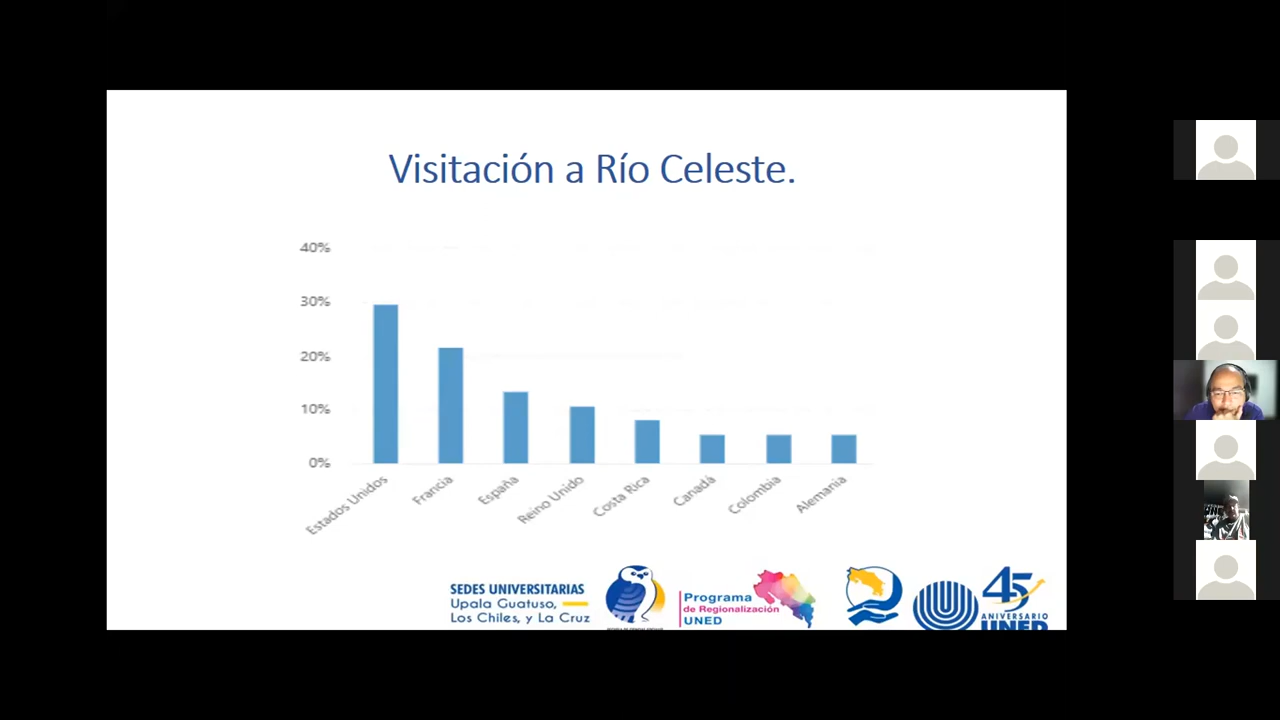 Visitación a Río Celeste.
40%
30%
20%
10%
0%
Estados Unidos
Francia
España
Reino Unido
Costa Rica
Canadá
Colombia
Alemania
SEDES UNIVERSITARIAS
Upala Guatuso,
Los Chiles, y La Cruz
Programa
de Regionalización
UNED
45
ANIVERSARIO
UNED